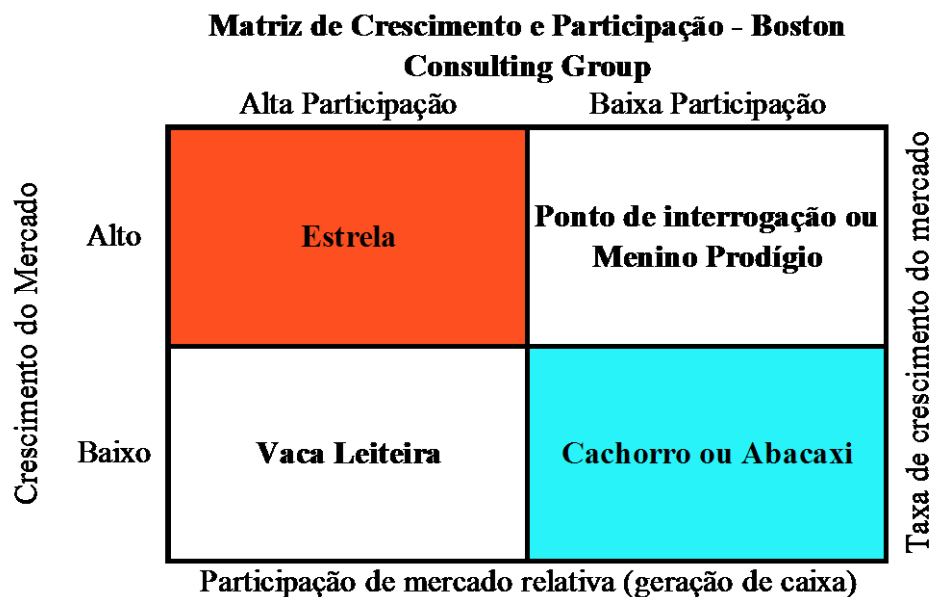 Matriz de Crescimento e Participação - Boston
Consulting Group
Alta Participação
Baixa Participação
Crescimento do Mercado
Alto
Estrela
Ponto de interrogação ou
Menino Prodígio
Taxa de crescimento do mercado
Baixo
Vaca Leiteira
Cachorro ou Abacaxi
Participação de mercado relativa (geração de caixa)